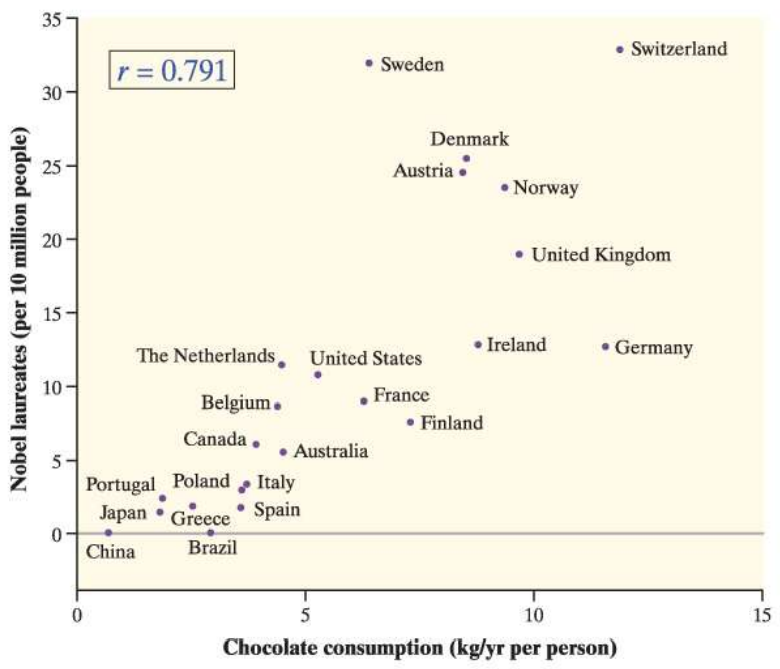 35
r = 0.791
Sweden
Switzerland
30
Denmark
25
Austria
Norway
20
United Kingdom
15
The Netherlands
United States
Ireland
Germany
10
Belgium
France
Finland
Canada
Australia
5
Portugal
Poland
Italy
Japan
Greece
Spain
0
China
Brazil
0
5
10
15
Nobel laureates (per 10 million people)
Chocolate consumption (kg/yr per person)